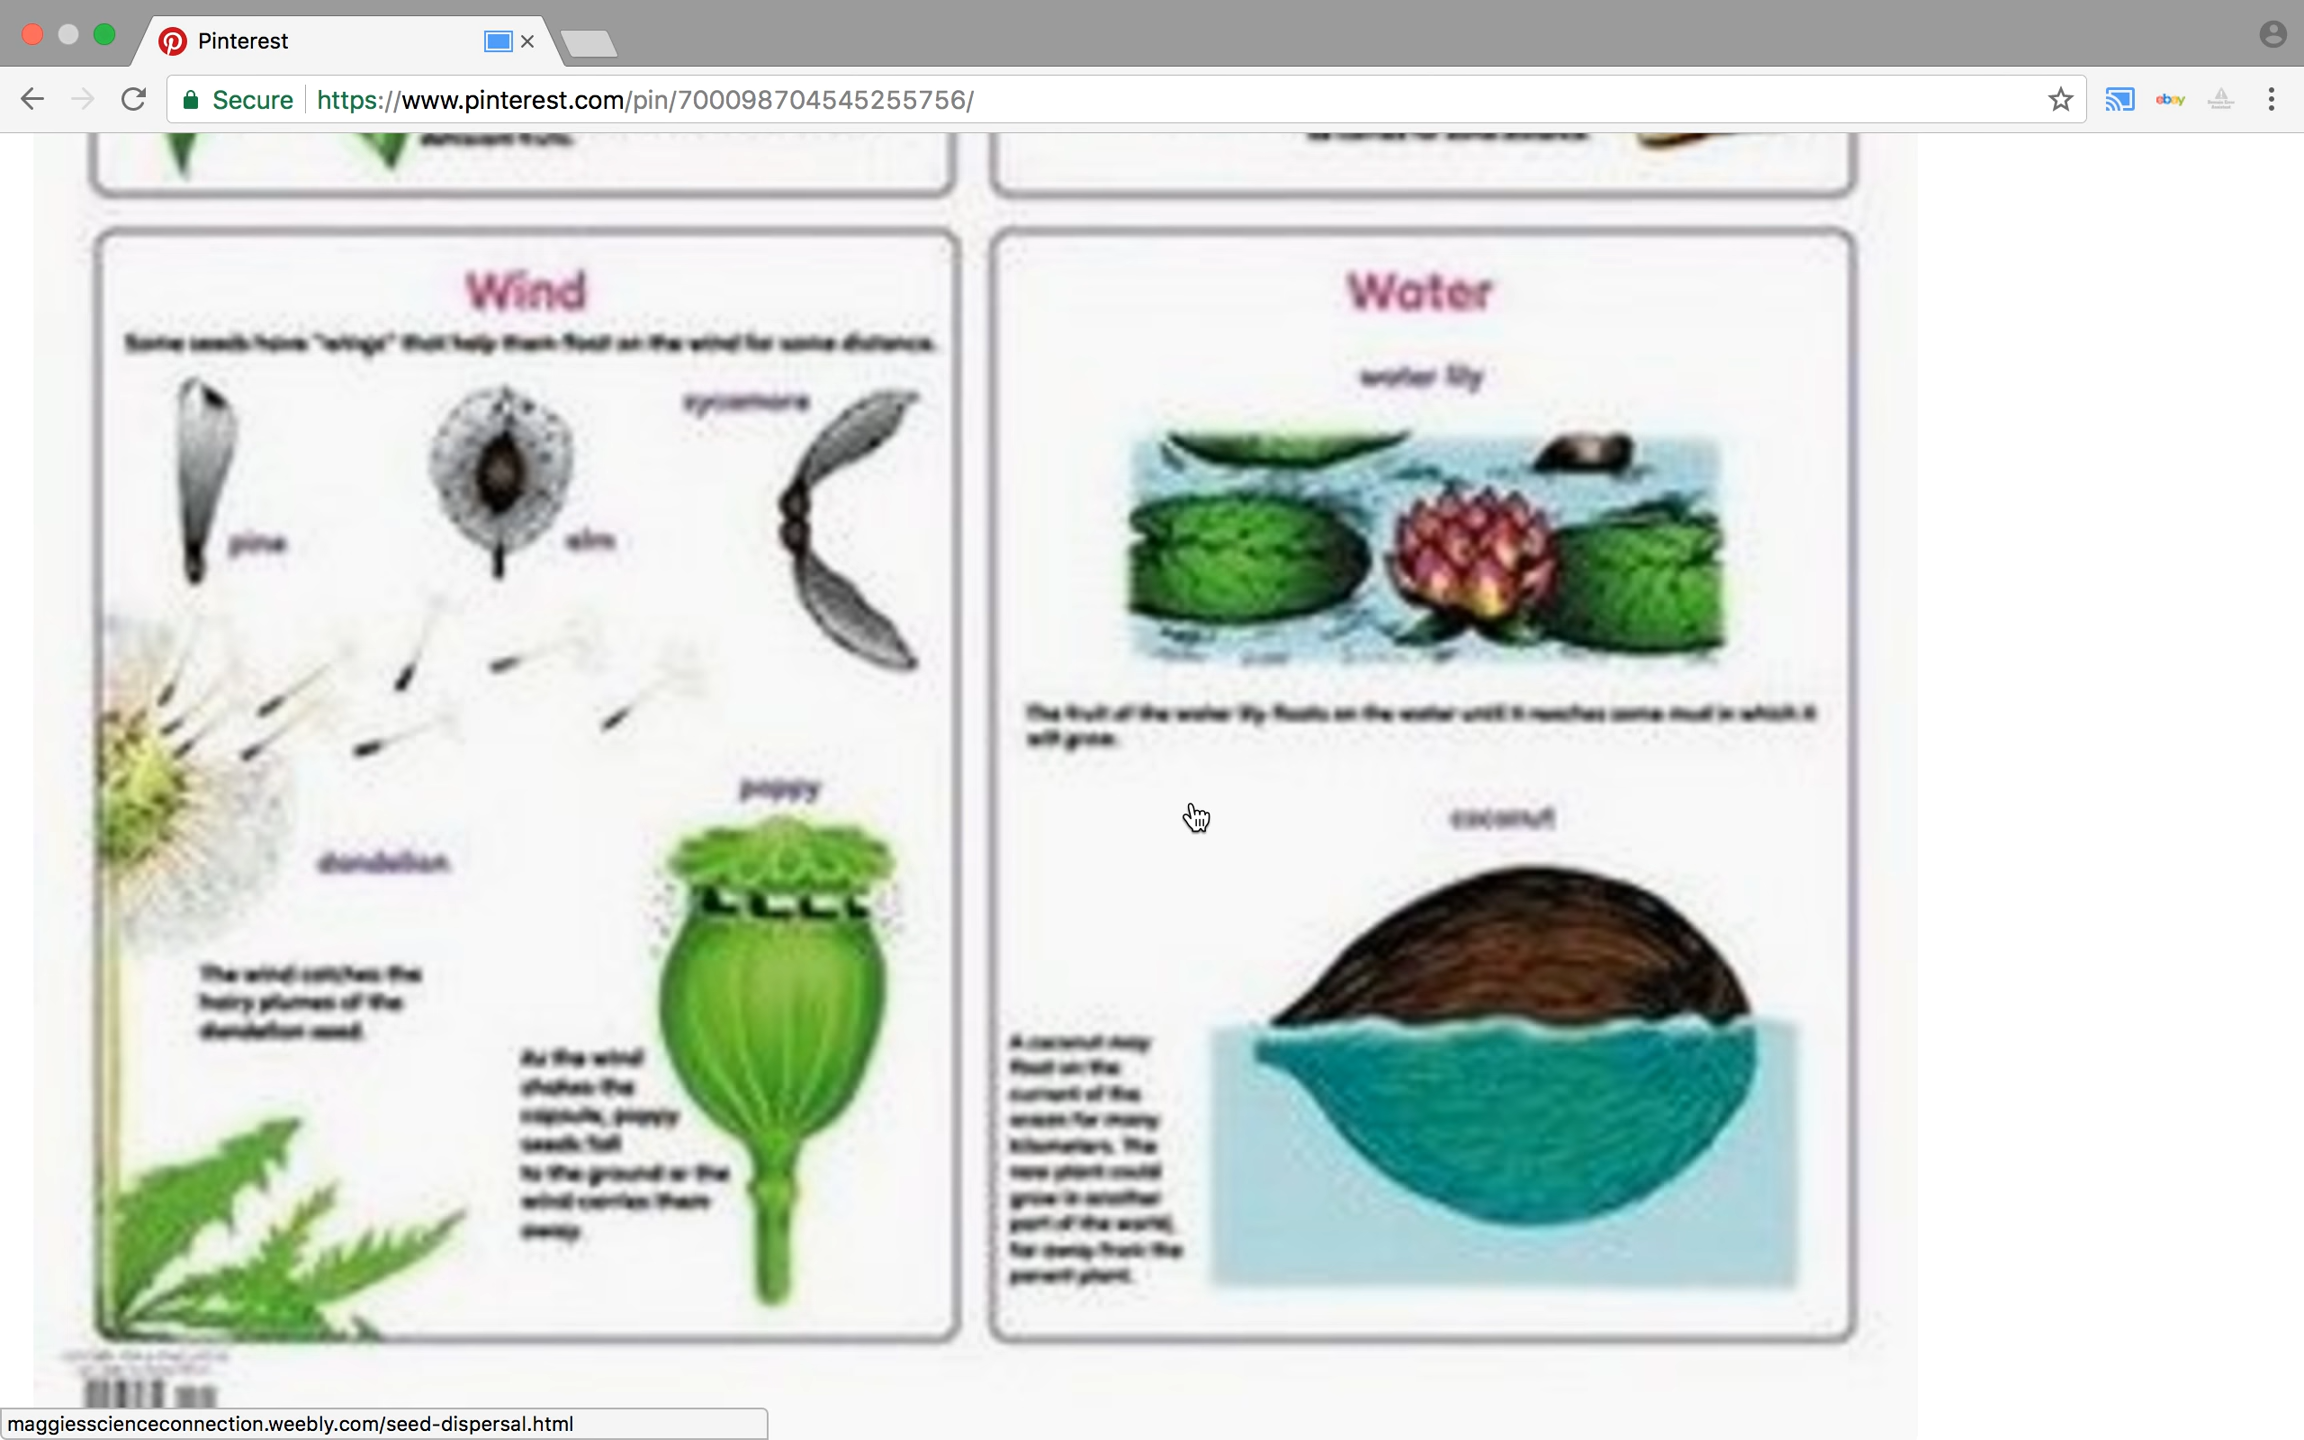 Pinterest
Secure
https://www.pinterest.com/pin/700098704545255756/
ebay
dehiscent fruits.
Wind
Some seeds have "wings" that help them float on the wind for some distance.
sycamore
pine
elm
poppy
dandelion
The wind catches the
hairy plumes of the
dandelion seed.
As the wind
shakes the
capsule, poppy
seeds fall
to the ground or the
wind carries them
away.
Water
water lily
The fruit of the water lily floats on the water until it reaches some mud in which it
will grow.
coconut
A coconut may
float on the
current of the
ocean for many
kilometers. The
new plant could
grow in another
part of the world,
far away from the
parent plant.
maggiesscienceconnection.weebly.com/seed-dispersal.html